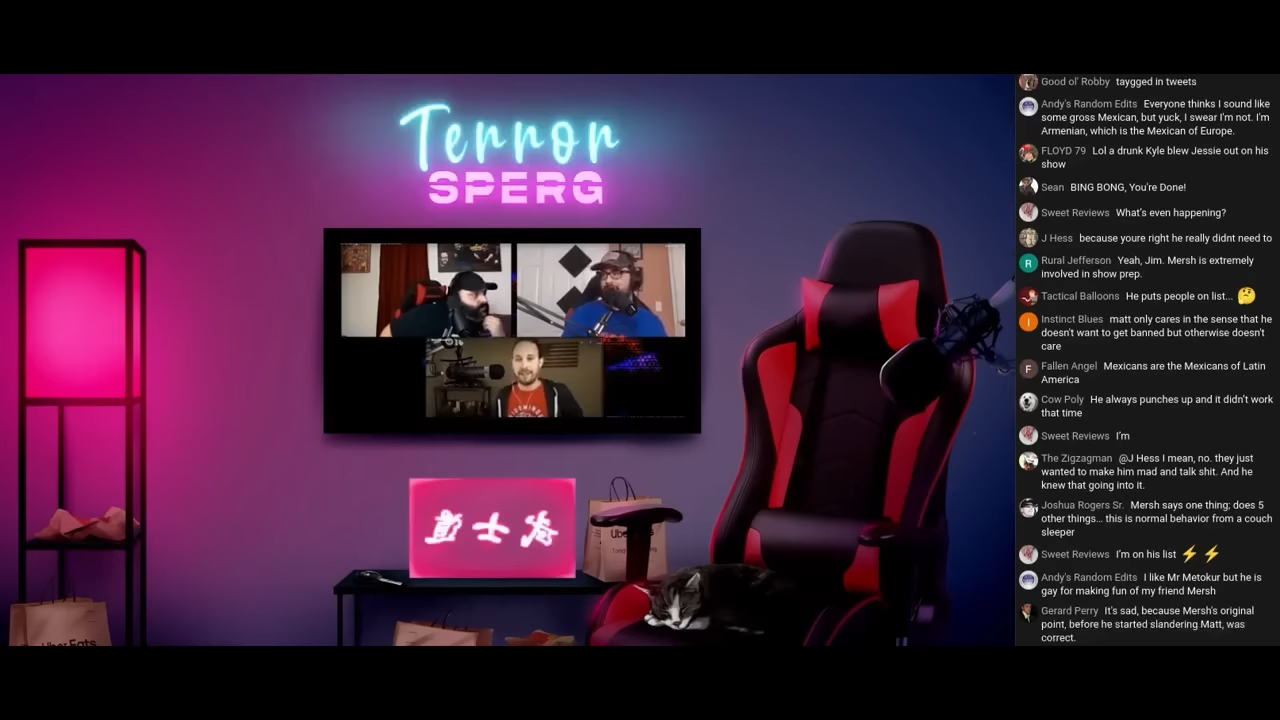 Terror
SPERG
道士洛
Uber
Uber Eats
Good ol' Robby taygged in tweets
Andy's Random Edits Everyone thinks I sound like
some gross Mexican, but yuck, I swear I'm not. I'm
Armenian, which is the Mexican of Europe.
FLOYD 79 Lol a drunk Kyle blew Jessie out on his
show
Sean BING BONG, You're Done!
Sweet Reviews What's even happening?
J Hess because youre right he really didnt need to
R
Rural Jefferson Yeah, Jim. Mersh is extremely
involved in show prep.
Tactical Balloons He puts people on list... 🤔
I
Instinct Blues matt only cares in the sense that he
doesn't want to get banned but otherwise doesn't
care
F
Fallen Angel Mexicans are the Mexicans of Latin
America
Cow Poly He always punches up and it didn't work
that time
Sweet Reviews I'm
The Zigzagman @J Hess I mean, no. they just
wanted to make him mad and talk shit. And he
knew that going into it.
Joshua Rogers Sr. Mersh says one thing; does 5
other things... this is normal behavior from a couch
sleeper
Sweet Reviews I'm on his list ⚡⚡
Andy's Random Edits I like Mr Metokur but he is
gay for making fun of my friend Mersh
Gerard Perry It's sad, because Mersh's original
point, before he started slandering Matt, was
correct.